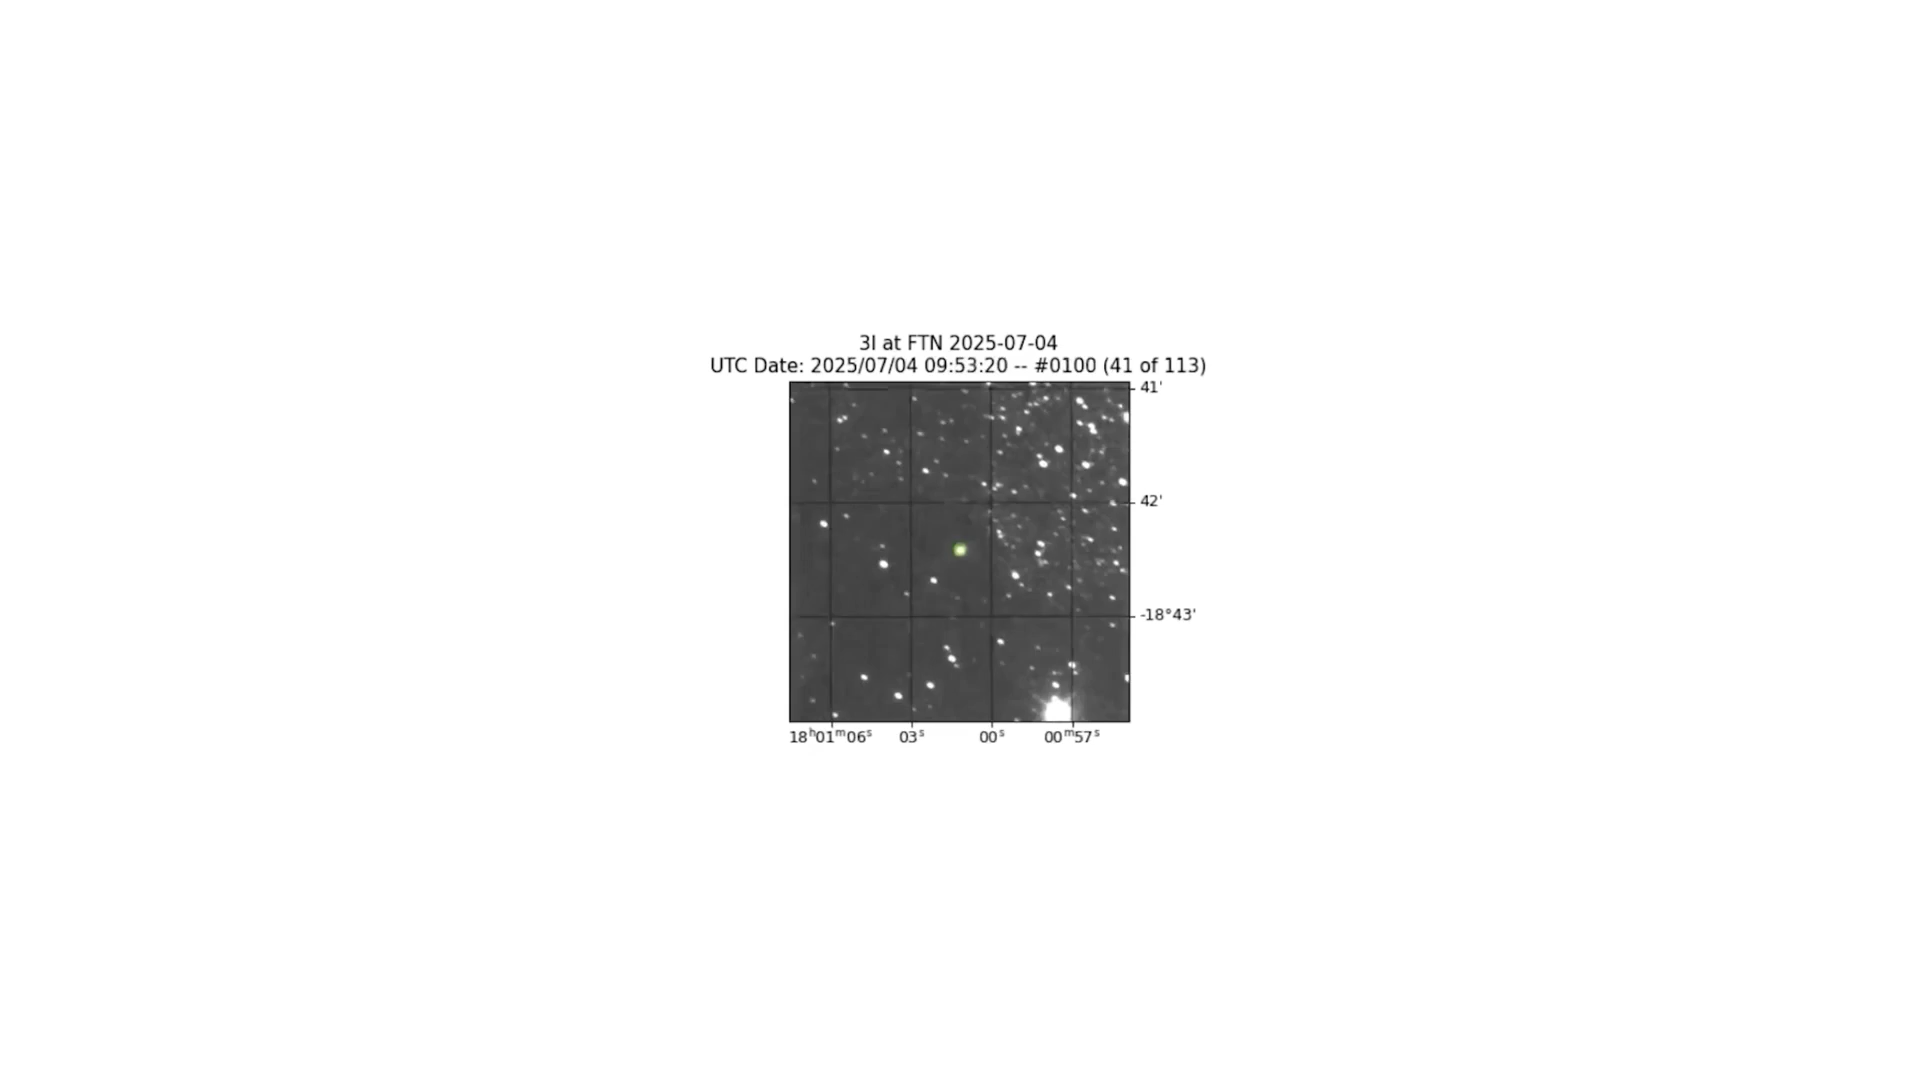 3I at FTN 2025-07-04
UTC Date: 2025/07/04 09:53:20 -- #0100 (41 of 113)
41'
42'
-18°43'
18ʰ01ᵐ06ˢ 03ˢ 00ˢ 00ᵐ57ˢ